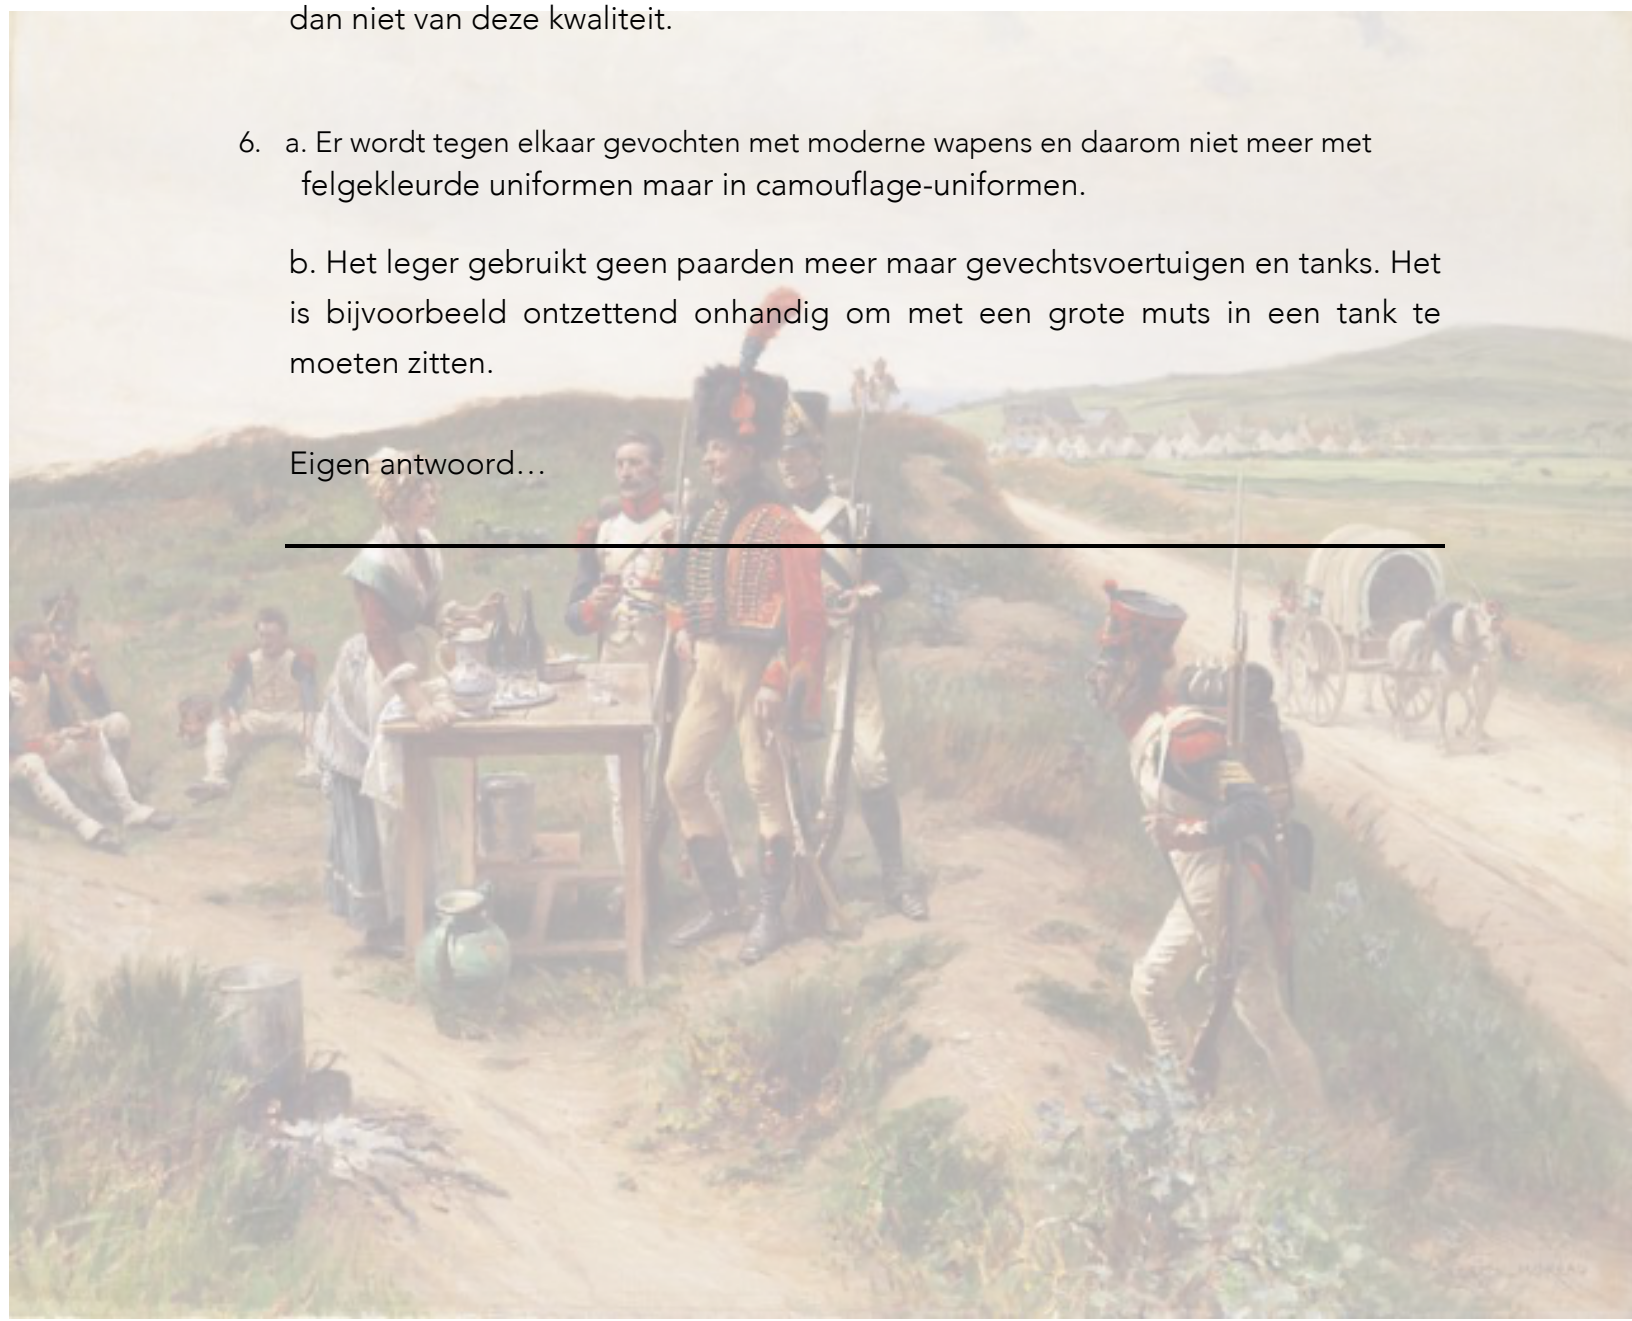 dan niet van deze kwaliteit.
6. a. Er wordt tegen elkaar gevochten met moderne wapens en daarom niet meer met
felgekleurde uniformen maar in camouflage-uniformen.
b. Het leger gebruikt geen paarden meer maar gevechtsvoertuigen en tanks. Het
is bijvoorbeeld ontzettend onhandig om met een grote muts in een tank te
moeten zitten.
Eigen antwoord…